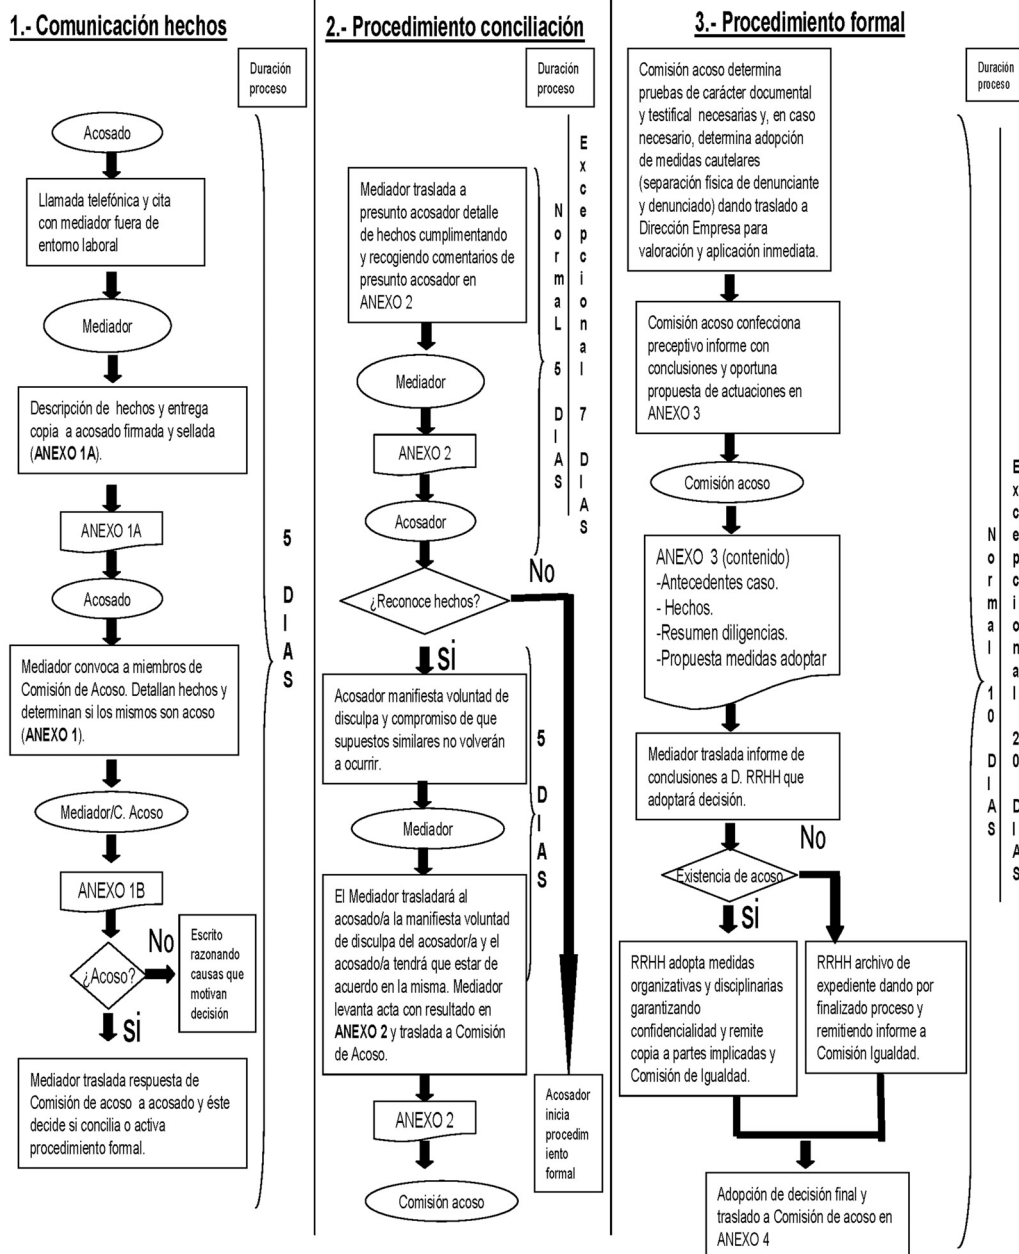 1.- Comunicación hechos
Duración
proceso
Acosado
Llamada telefónica y cita
con mediador fuera de
entorno laboral
Mediador
Descripción de hechos y entrega
copia a acosado firmada y sellada
(ANEXO 1A).
ANEXO 1A
Acosado
Mediador convoca a miembros de
Comisión de Acoso. Detallan hechos y
determinan si los mismos son acoso
(ANEXO 1).
Mediador/C. Acoso
ANEXO 1B
¿Acoso?
No
Escrito
razonando
causas que
motivan
decisión
si
Mediador traslada respuesta de
Comisión de acoso a acosado y éste
decide si concilia o activa
procedimiento formal.
5 DIAS
2.- Procedimiento conciliación
Duración
proceso
Mediador traslada a
presunto acosador detalle
de hechos cumplimentando
y recogiendo comentarios de
presunto acosador en
ANEXO 2
Mediador
ANEXO 2
Acosador
¿Reconoce hechos?
No
si
Acosador manifiesta voluntad de
disculpa y compromiso de que
supuestos similares no volverán
a ocurrir.
Mediador
El Mediador trasladará al
acosado/a la manifiesta voluntad
de disculpa del acosador/a y el
acosado/a tendrá que estar de
acuerdo en la misma. Mediador
levanta acta con resultado en
ANEXO 2 y traslada a Comisión
de Acoso.
ANEXO 2
Comisión acoso
NormaL 5 DIAS
Excepcional 7 DIAS
5 DIAS
Acosador
inicia
procedim
iento
formal
3.- Procedimiento formal
Duración
proceso
Comisión acoso determina
pruebas de carácter documental
y testifical necesarias y, en caso
necesario, determina adopción
de medidas cautelares
(separación física de denunciante
y denunciado) dando traslado a
Dirección Empresa para
valoración y aplicación inmediata.
Comisión acoso confecciona
preceptivo informe con
conclusiones y oportuna
propuesta de actuaciones en
ANEXO 3
Comisión acoso
ANEXO 3 (contenido)
-Antecedentes caso.
- Hechos.
-Resumen diligencias.
-Propuesta medidas adoptar
Mediador traslada informe de
conclusiones a D. RRHH que
adoptará decisión.
Existencia de acoso
No
si
RRHH adopta medidas
organizativas y disciplinarias
garantizando
confidencialidad y remite
copia a partes implicadas y
Comisión de Igualdad.
RRHH archivo de
expediente dando por
finalizado proceso y
remitiendo informe a
Comisión Igualdad.
Adopción de decisión final y
traslado a Comisión de acoso en
ANEXO 4
Normal 10 DIAS
Excepcional 20 DIAS